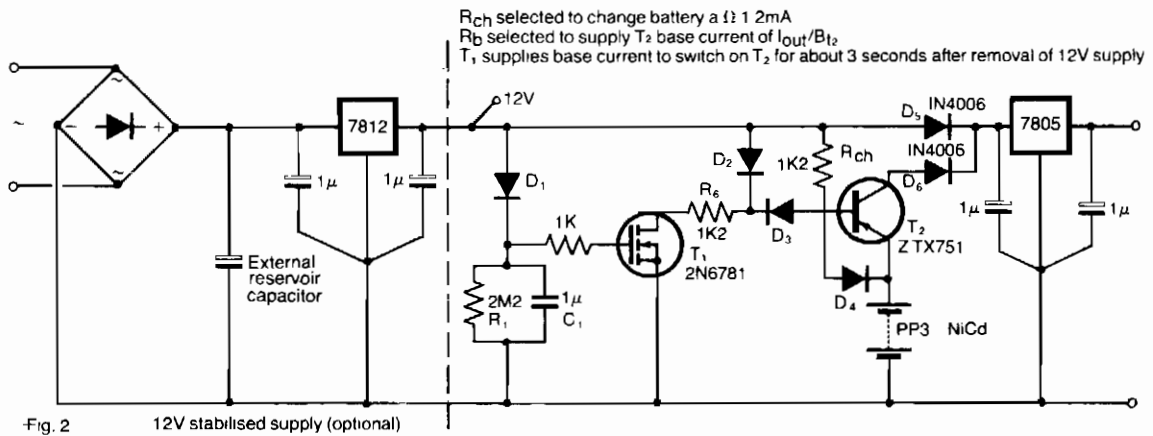 Rch selected to change battery a Ω 1 2mA
Rb selected to supply T2 base current of Iout/Bt2
T1 supplies base current to switch on T2 for about 3 seconds after removal of 12V supply
~
~
−
+
~
1μ
7812
1μ
External
reservoir
capacitor
12V
D1
1K
2M2
R1
1μ
C1
T1
2N6781
R6
1K2
D2
D3
1K2
Rch
D4
T2
ZTX751
D5
IN4006
IN4006
D6
PP3 NiCd
7805
1μ
1μ
Fig. 2
12V stabilised supply (optional)